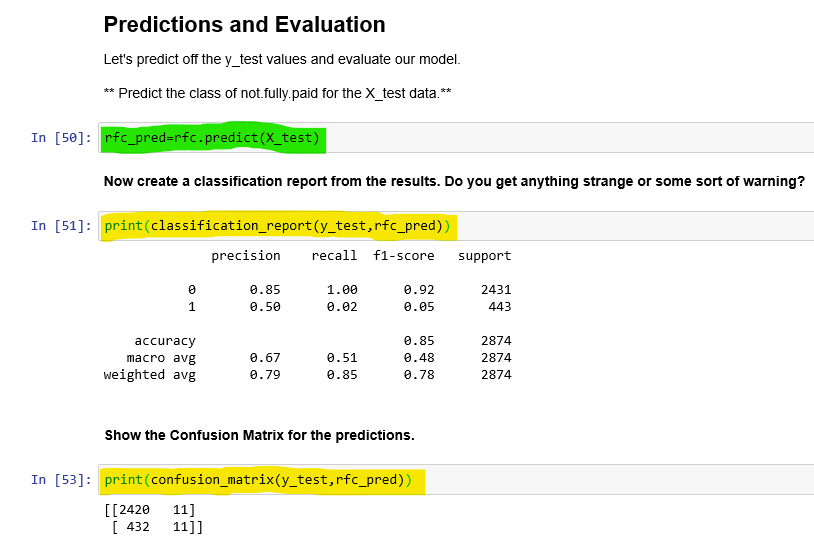 Predictions and Evaluation
Let's predict off the y_test values and evaluate our model.
** Predict the class of not.fully.paid for the X_test data.**
In [50]: rfc_pred=rfc.predict(X_test)
Now create a classification report from the results. Do you get anything strange or some sort of warning?
In [51]: print(classification_report(y_test,rfc_pred))
precision recall f1-score support
0 0.85 1.00 0.92 2431
1 0.50 0.02 0.05 443
accuracy 0.85 2874
macro avg 0.67 0.51 0.48 2874
weighted avg 0.79 0.85 0.78 2874
Show the Confusion Matrix for the predictions.
In [53]: print(confusion_matrix(y_test,rfc_pred))
[[2420 11]
[ 432 11]]